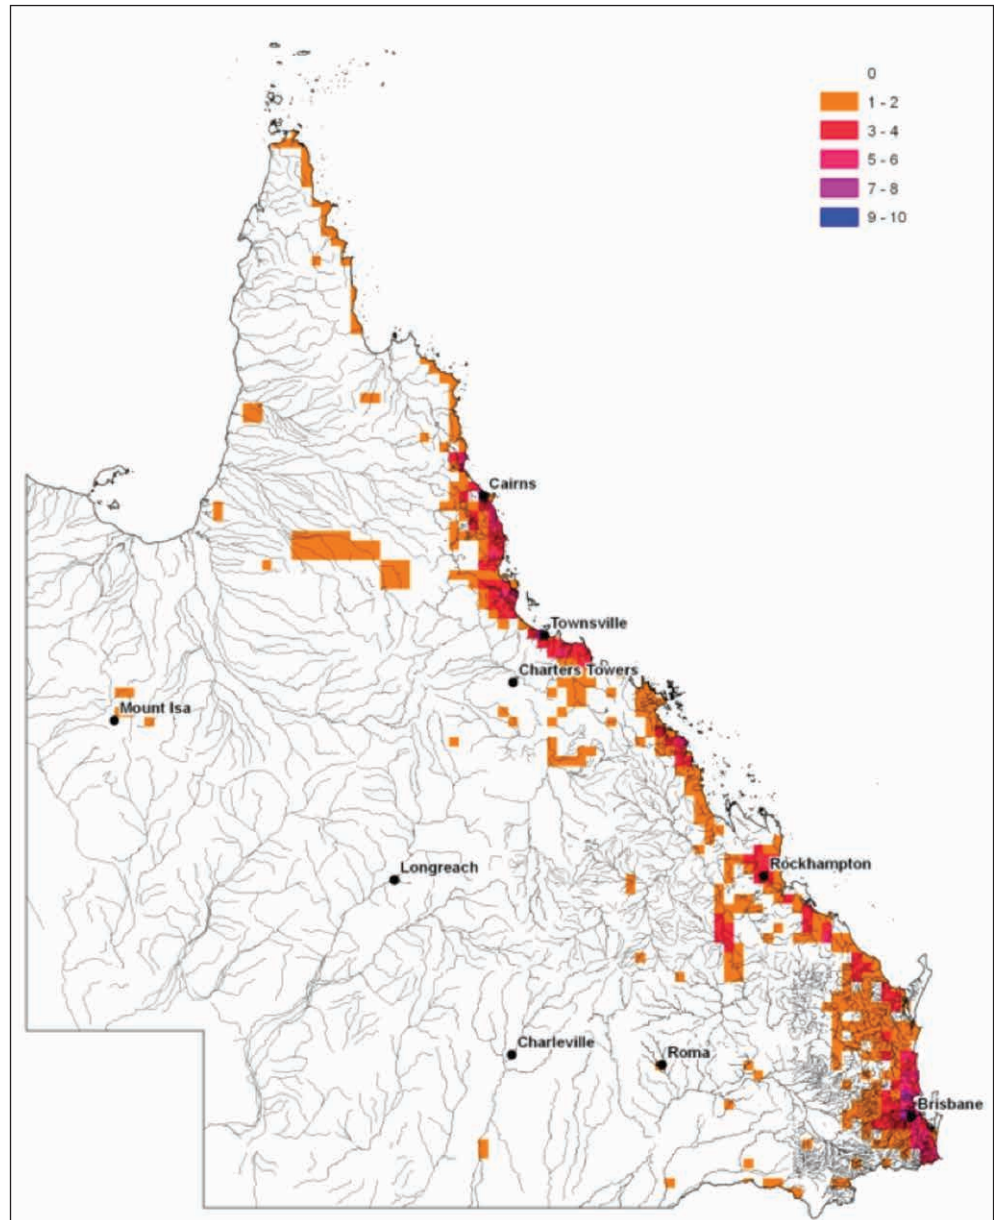 0
1 - 2
3 - 4
5 - 6
7 - 8
9 - 10
Cairns
Townsville
Charters Towers
Mount Isa
Longreach
Rockhampton
Charleville
Roma
Brisbane